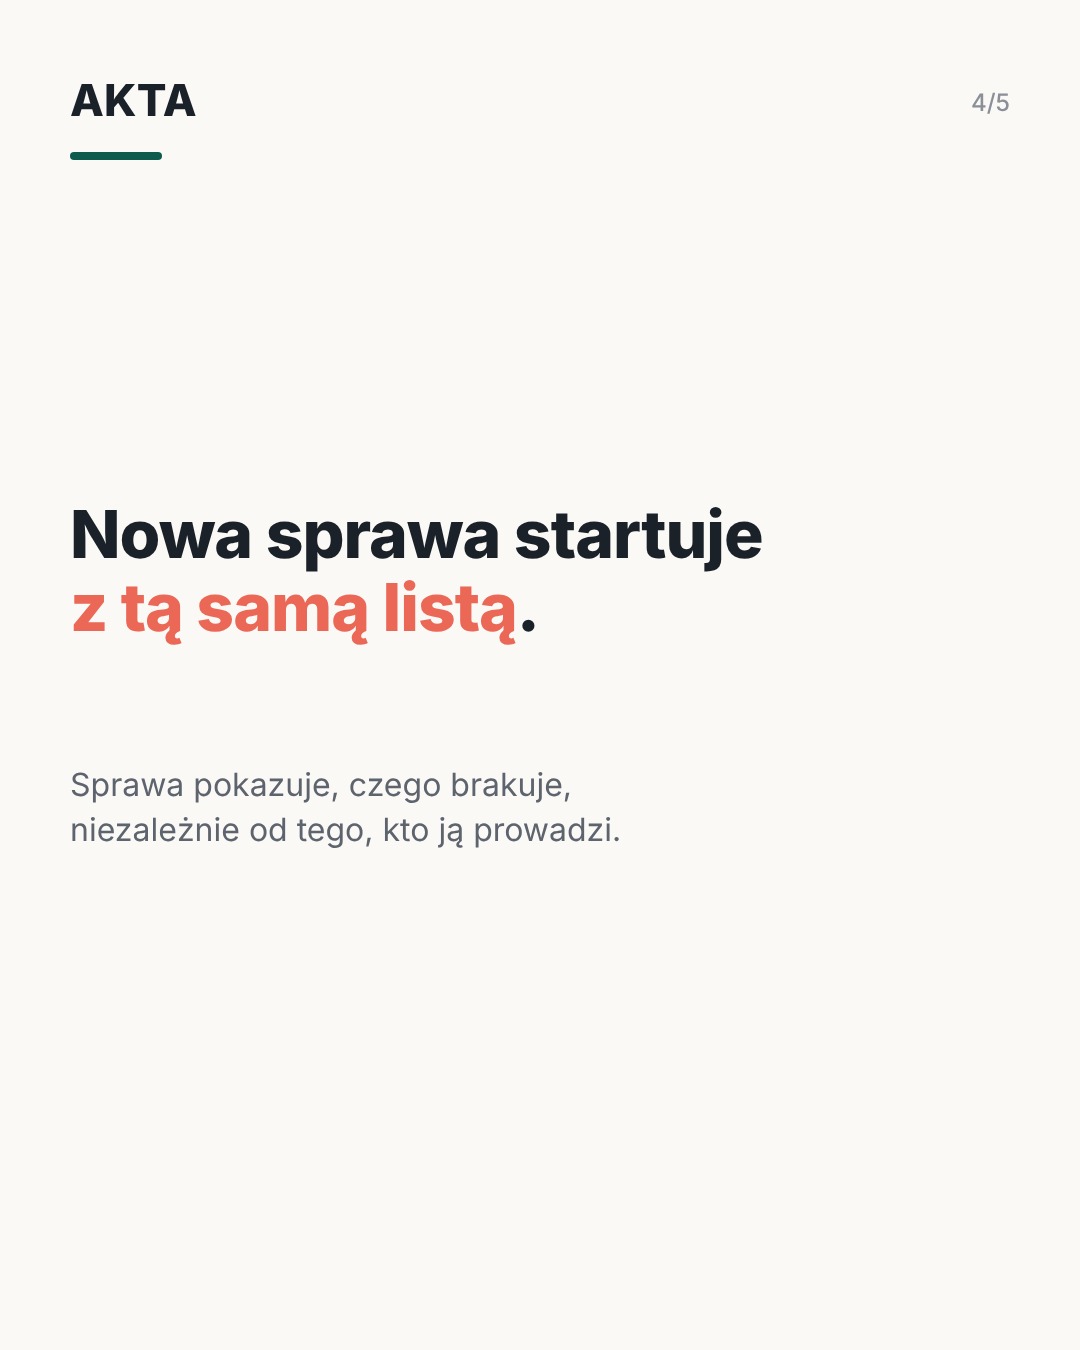 AKTA
4/5
Nowa sprawa startuje
z tą samą listą.
Sprawa pokazuje, czego brakuje,
niezależnie od tego, kto ją prowadzi.